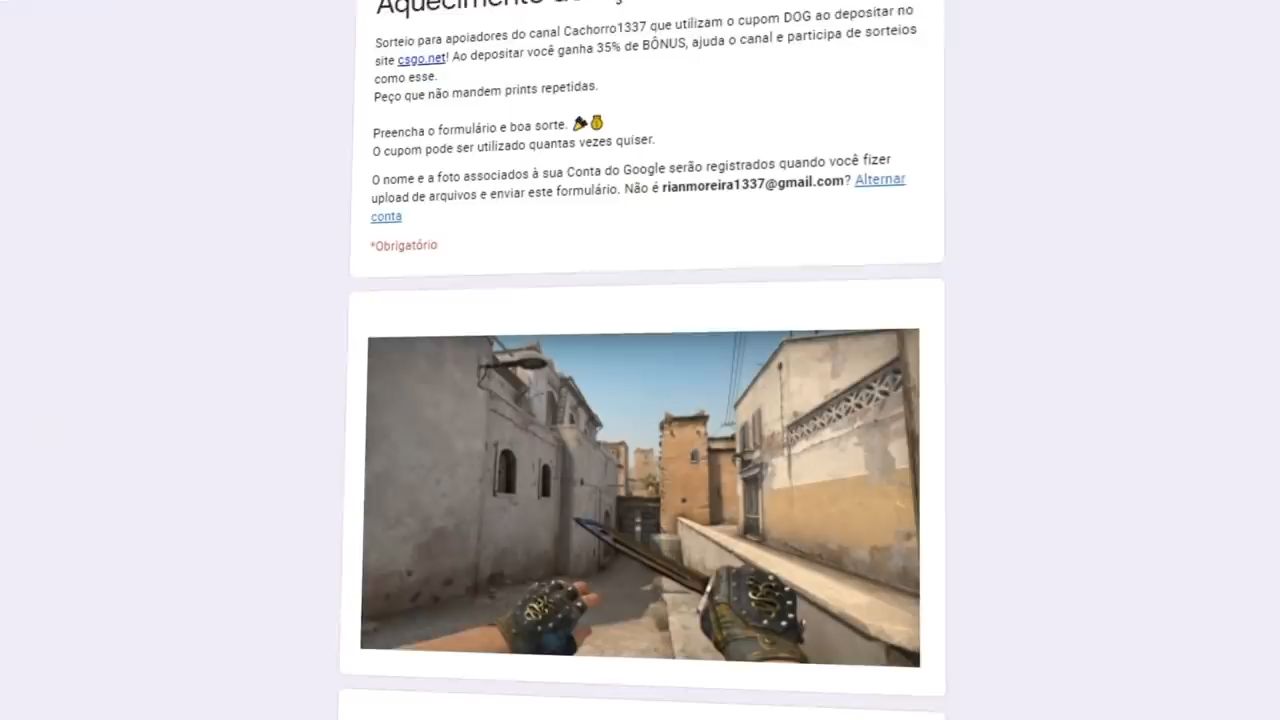 Aquecimento
Sorteio para apoiadores do canal Cachorro1337 que utilizam o cupom DOG ao depositar no
site csgo.net! Ao depositar você ganha 35% de BÔNUS, ajuda o canal e participa de sorteios
como esse.
Peço que não mandem prints repetidas.
Preencha o formulário e boa sorte. 🎉💰
O cupom pode ser utilizado quantas vezes quiser.
O nome e a foto associados à sua Conta do Google serão registrados quando você fizer
upload de arquivos e enviar este formulário. Não é rianmoreira1337@gmail.com? Alternar
conta
*Obrigatório